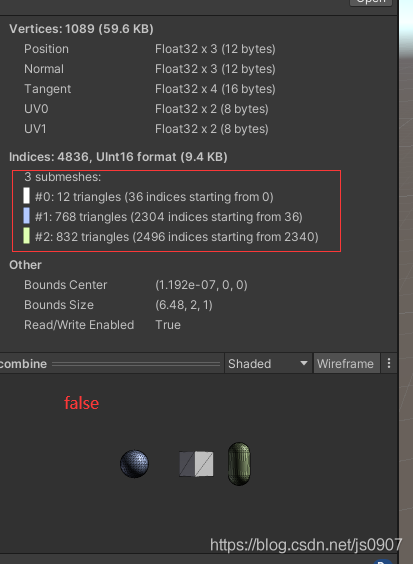 Open
Vertices: 1089 (59.6 KB)
Position Float32 x 3 (12 bytes)
Normal Float32 x 3 (12 bytes)
Tangent Float32 x 4 (16 bytes)
UV0 Float32 x 2 (8 bytes)
UV1 Float32 x 2 (8 bytes)
Indices: 4836, UInt16 format (9.4 KB)
3 submeshes:
#0: 12 triangles (36 indices starting from 0)
#1: 768 triangles (2304 indices starting from 36)
#2: 832 triangles (2496 indices starting from 2340)
Other
Bounds Center (1.192e-07, 0, 0)
Bounds Size (6.48, 2, 1)
Read/Write Enabled True
combine Shaded Wireframe
false
https://blog.csdn.net/js0907